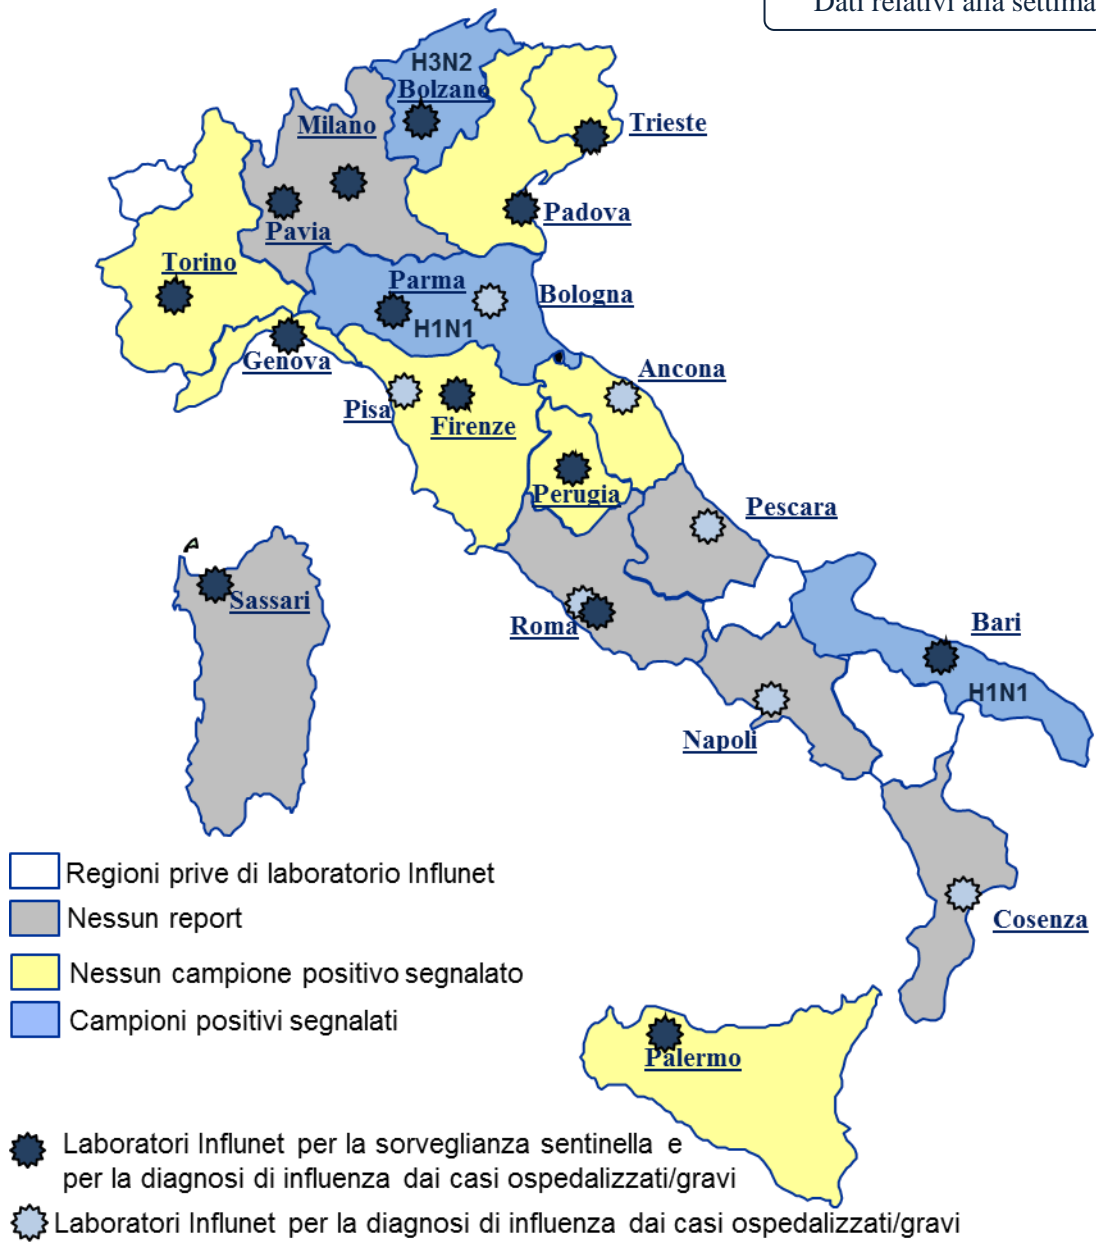 Dati relativi alla settima
H3N2
Bolzano
Milano
Trieste
Pavia
Padova
Torino
Parma
Bologna
H1N1
Genova
Ancona
Pisa
Firenze
Perugia
Pescara
Sassari
Roma
Bari
H1N1
Napoli
Cosenza
Palermo
Regioni prive di laboratorio Influnet
Nessun report
Nessun campione positivo segnalato
Campioni positivi segnalati
Laboratori Influnet per la sorveglianza sentinella e
per la diagnosi di influenza dai casi ospedalizzati/gravi
Laboratori Influnet per la diagnosi di influenza dai casi ospedalizzati/gravi